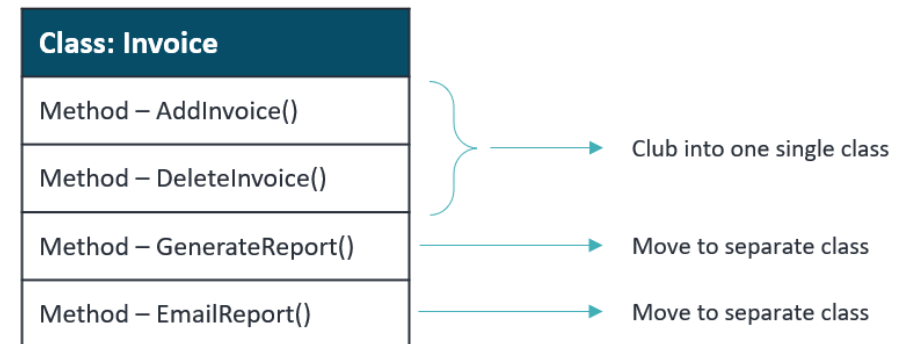 Class: Invoice
Method – AddInvoice()
Method – DeleteInvoice()
Club into one single class
Method – GenerateReport()
Move to separate class
Method – EmailReport()
Move to separate class